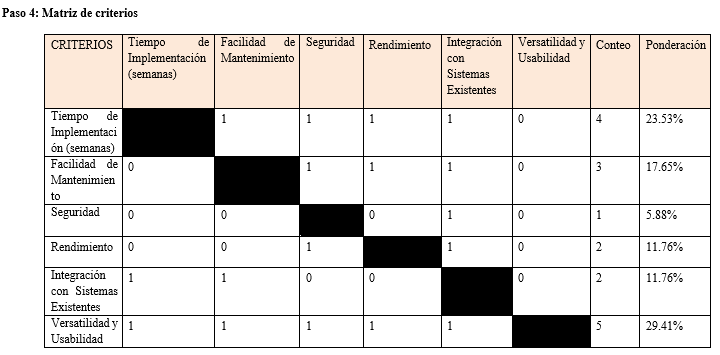 Paso 4: Matriz de criterios
CRITERIOS | Tiempo de Implementación (semanas) | Facilidad de Mantenimiento | Seguridad | Rendimiento | Integración con Sistemas Existentes | Versatilidad y Usabilidad | Conteo | Ponderación
Tiempo de Implementaci ón (semanas) | | 1 | 1 | 1 | 1 | 0 | 4 | 23.53%
Facilidad de Mantenimien to | 0 | | 1 | 1 | 1 | 0 | 3 | 17.65%
Seguridad | 0 | 0 | | 0 | 1 | 0 | 1 | 5.88%
Rendimiento | 0 | 0 | 1 | | 1 | 0 | 2 | 11.76%
Integración con Sistemas Existentes | 1 | 1 | 0 | 0 | | 0 | 2 | 11.76%
Versatilidad y Usabilidad | 1 | 1 | 1 | 1 | 1 | | 5 | 29.41%